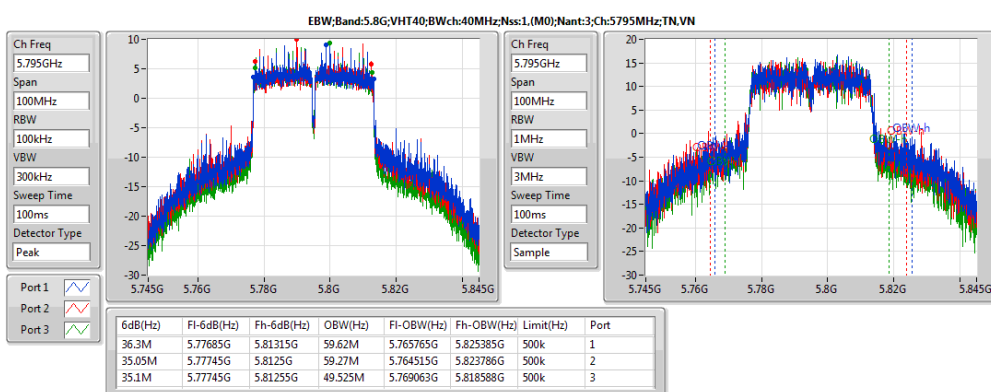 EBW;Band:5.8G;VHT40;BWch:40MHz;Nss:1,(M0);Nant:3;Ch:5795MHz;TN,VN
Ch Freq
5.795GHz
Span
100MHz
RBW
100kHz
VBW
300kHz
Sweep Time
100ms
Detector Type
Peak
10
5
0
-5
-10
-15
-20
-25
-30
5.745G 5.76G 5.78G 5.8G 5.82G 5.845G
Ch Freq
5.795GHz
Span
100MHz
RBW
1MHz
VBW
3MHz
Sweep Time
100ms
Detector Type
Sample
20
15
10
5
0
-5
-10
-15
-20
-25
-30
5.745G 5.76G 5.78G 5.8G 5.82G 5.845G
Port 1
Port 2
Port 3
6dB(Hz) Fl-6dB(Hz) Fh-6dB(Hz) OBW(Hz) Fl-OBW(Hz) Fh-OBW(Hz) Limit(Hz) Port
36.3M 5.77685G 5.81315G 59.62M 5.765765G 5.825385G 500k 1
35.05M 5.77745G 5.8125G 59.27M 5.764515G 5.823786G 500k 2
35.1M 5.77745G 5.81255G 49.525M 5.769063G 5.818588G 500k 3